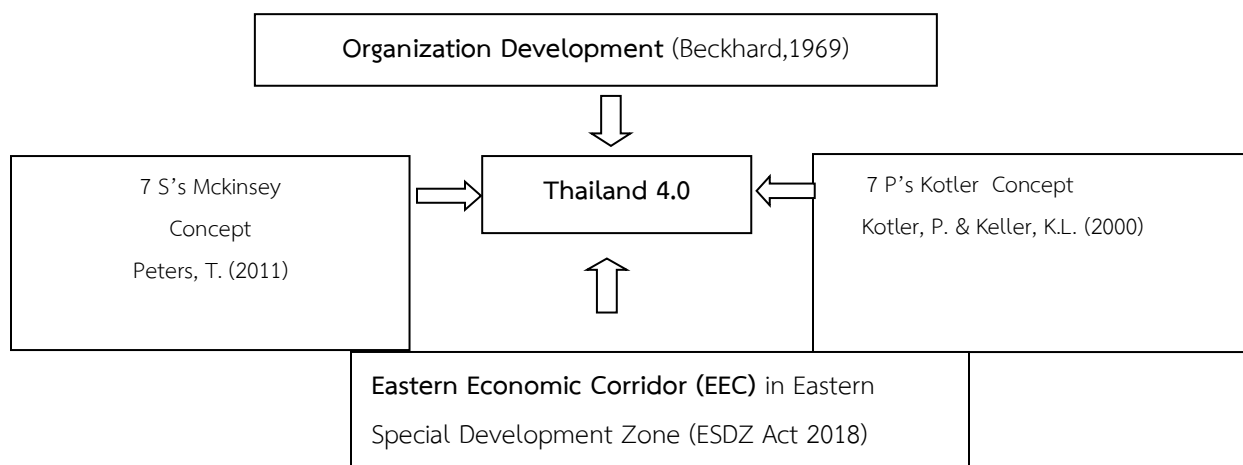 Organization Development (Beckhard,1969)
7 S's Mckinsey
Concept
Peters, T. (2011)
Thailand 4.0
7 P's Kotler Concept
Kotler, P. & Keller, K.L. (2000)
Eastern Economic Corridor (EEC) in Eastern
Special Development Zone (ESDZ Act 2018)